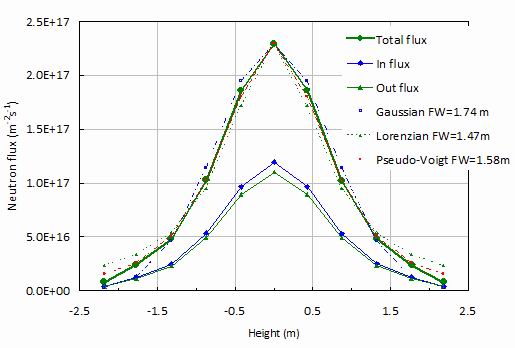 2.5E+17
2.0E+17
1.5E+17
1.0E+17
5.0E+16
0.0E+00
Neutron flux (m⁻²s⁻¹)
-2.5
-1.5
-0.5
0.5
1.5
2.5
Height (m)
Total flux
In flux
Out flux
Gaussian FW=1.74 m
Lorenzian FW=1.47m
Pseudo-Voigt FW=1.58m